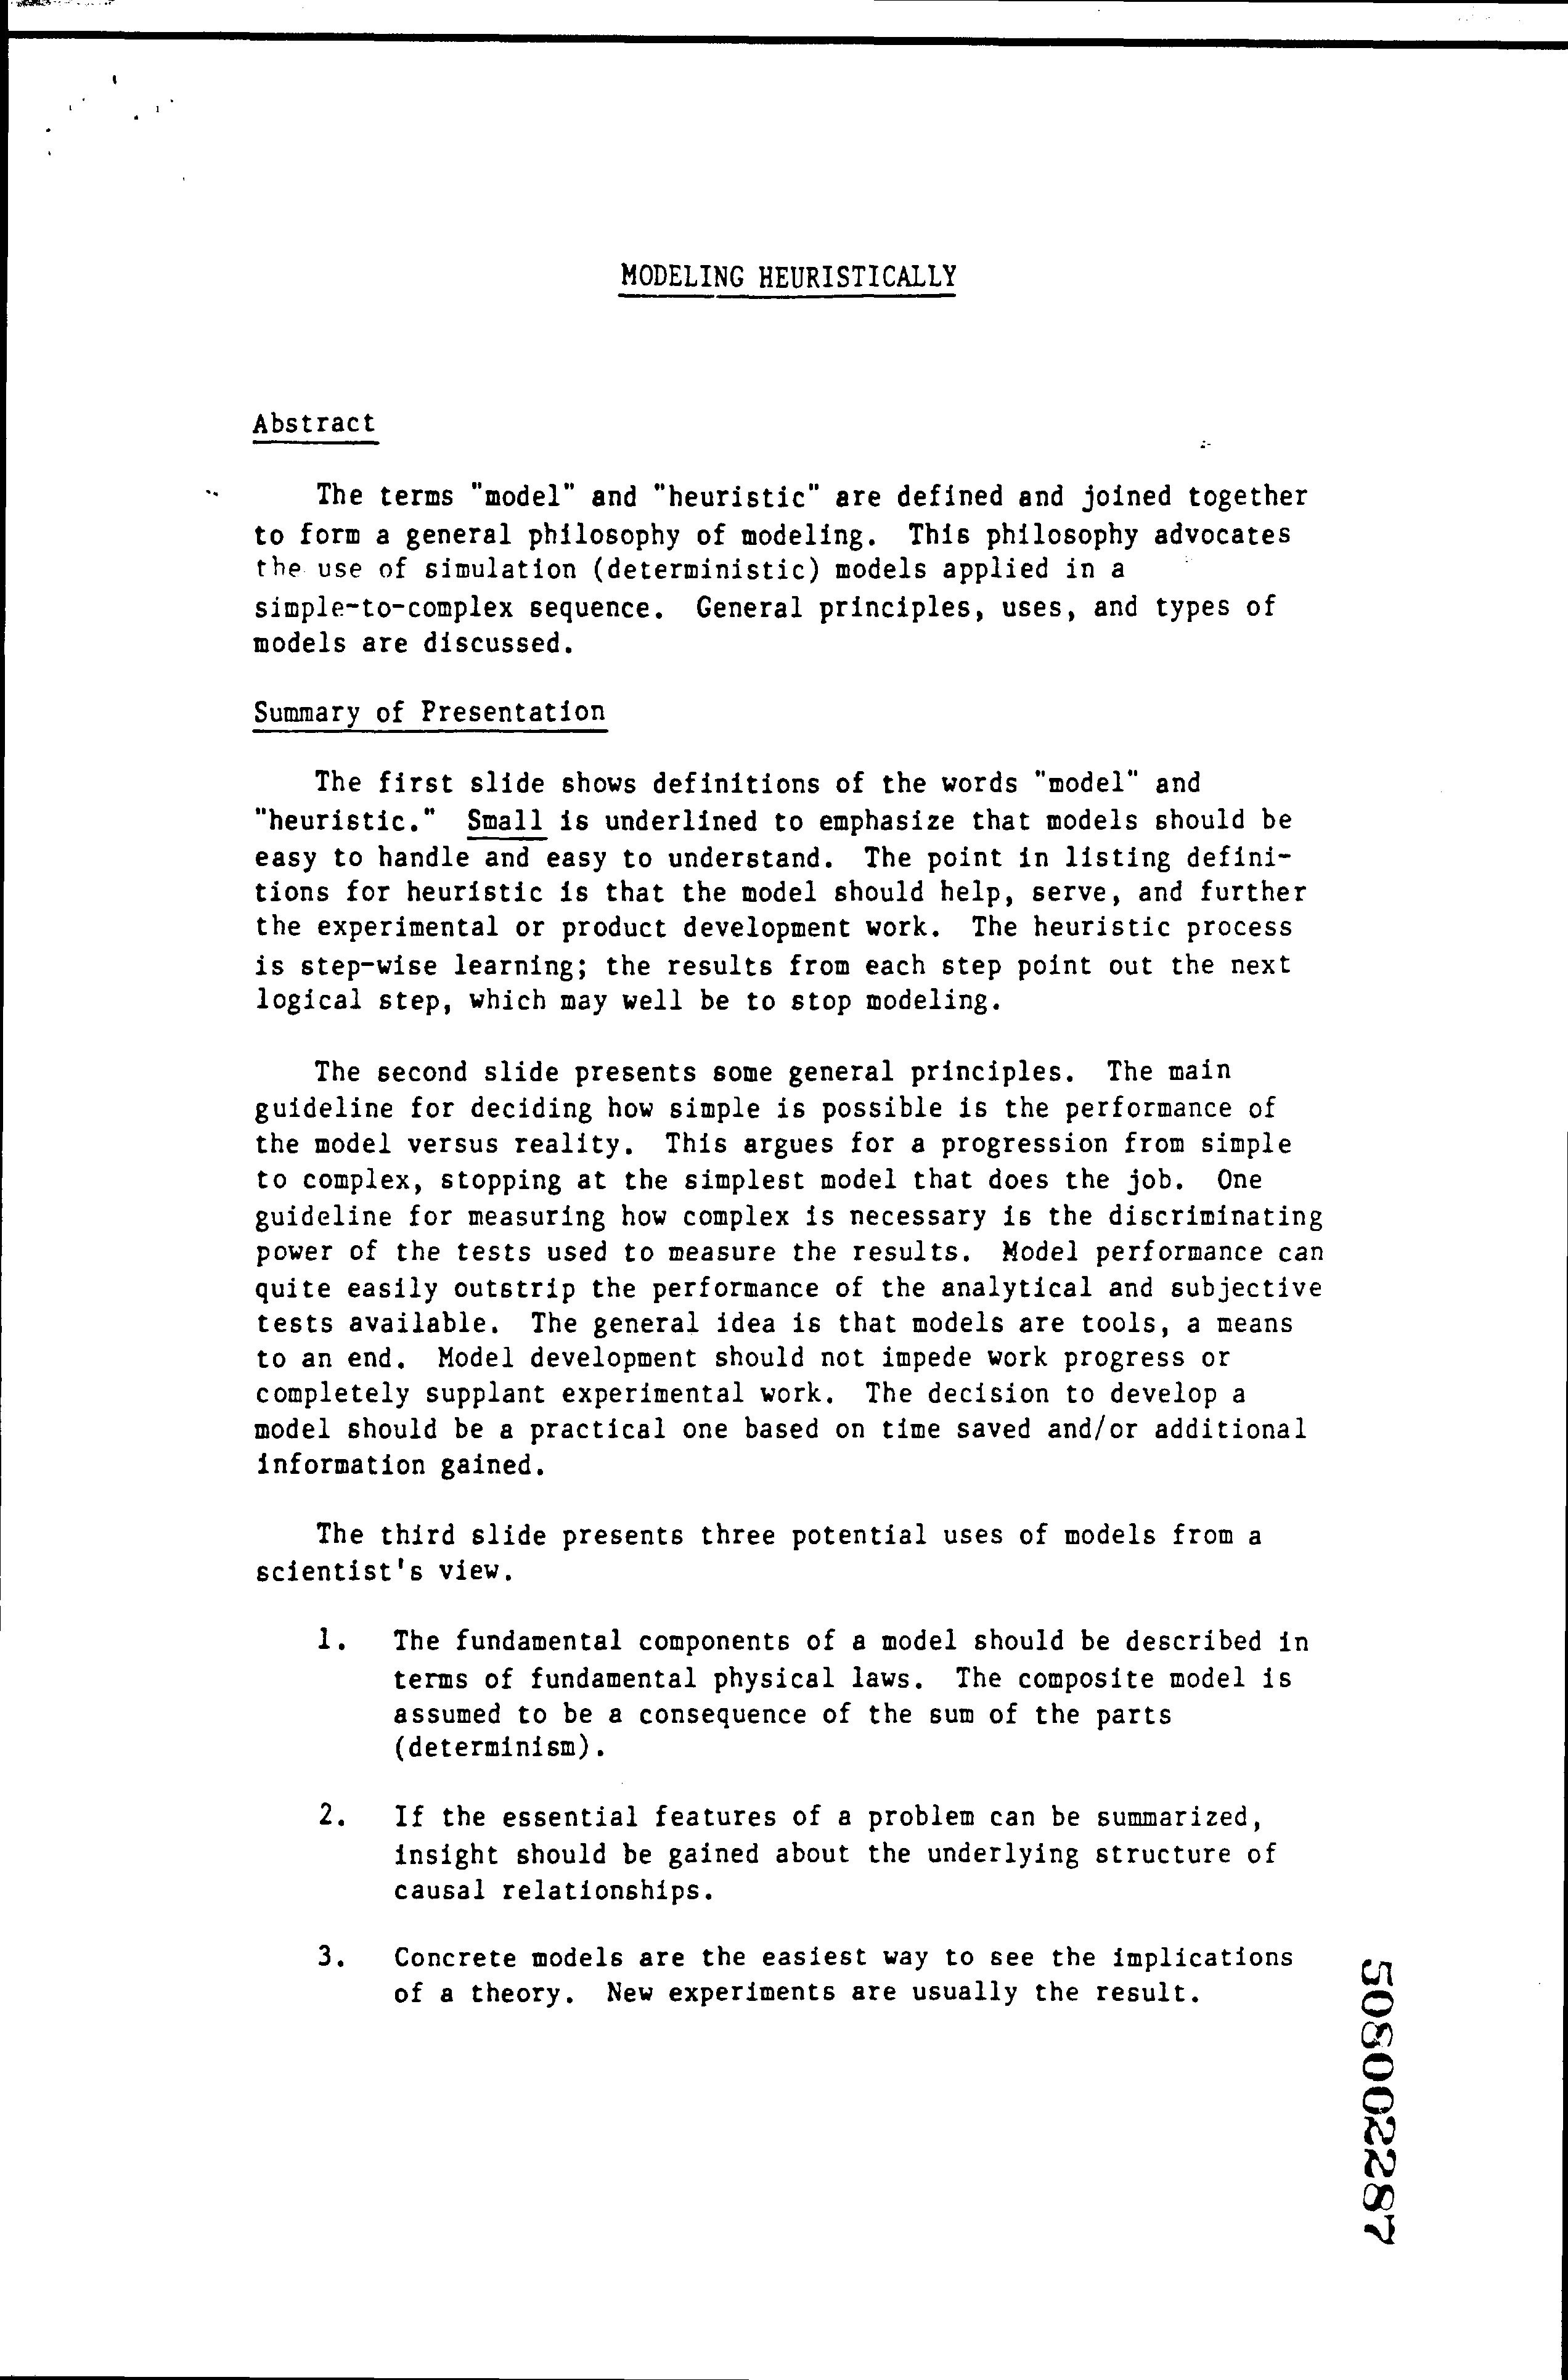 MODELING HEURISTICALLY
Abstract
The terms "model" and "heuristic" are defined and joined together
to form a general philosophy of modeling. This philosophy advocates
the use of simulation (deterministic) models applied in a
simple-to-complex sequence. General principles, uses, and types of
models are discussed.
Summary of Presentation
The first slide shows definitions of the words "model" and
"heuristic." Small is underlined to emphasize that models should be
easy to handle and easy to understand. The point in listing defini-
tions for heuristic is that the model should help, serve, and further
the experimental or product development work. The heuristic process
is step-wise learning; the results from each step point out the next
logical step, which may well be to stop modeling.
The second slide presents some general principles. The main
guideline for deciding how simple is possible is the performance of
the model versus reality. This argues for a progression from simple
to complex, stopping at the simplest model that does the job. One
guideline for measuring how complex is necessary is the discriminating
power of the tests used to measure the results. Model performance can
quite easily outstrip the performance of the analytical and subjective
tests available. The general idea is that models are tools, a means
to an end. Model development should not impede work progress or
completely supplant experimental work. The decision to develop a
model should be a practical one based on time saved and/or additional
information gained.
The third slide presents three potential uses of models from a
scientist's view.
1. The fundamental components of a model should be described in
terms of fundamental physical laws. The composite model is
assumed to be a consequence of the sum of the parts
(determinism).
2. If the essential features of a problem can be summarized,
insight should be gained about the underlying structure of
causal relationships.
3. Concrete models are the easiest way to see the implications
of a theory. New experiments are usually the result.
508002287